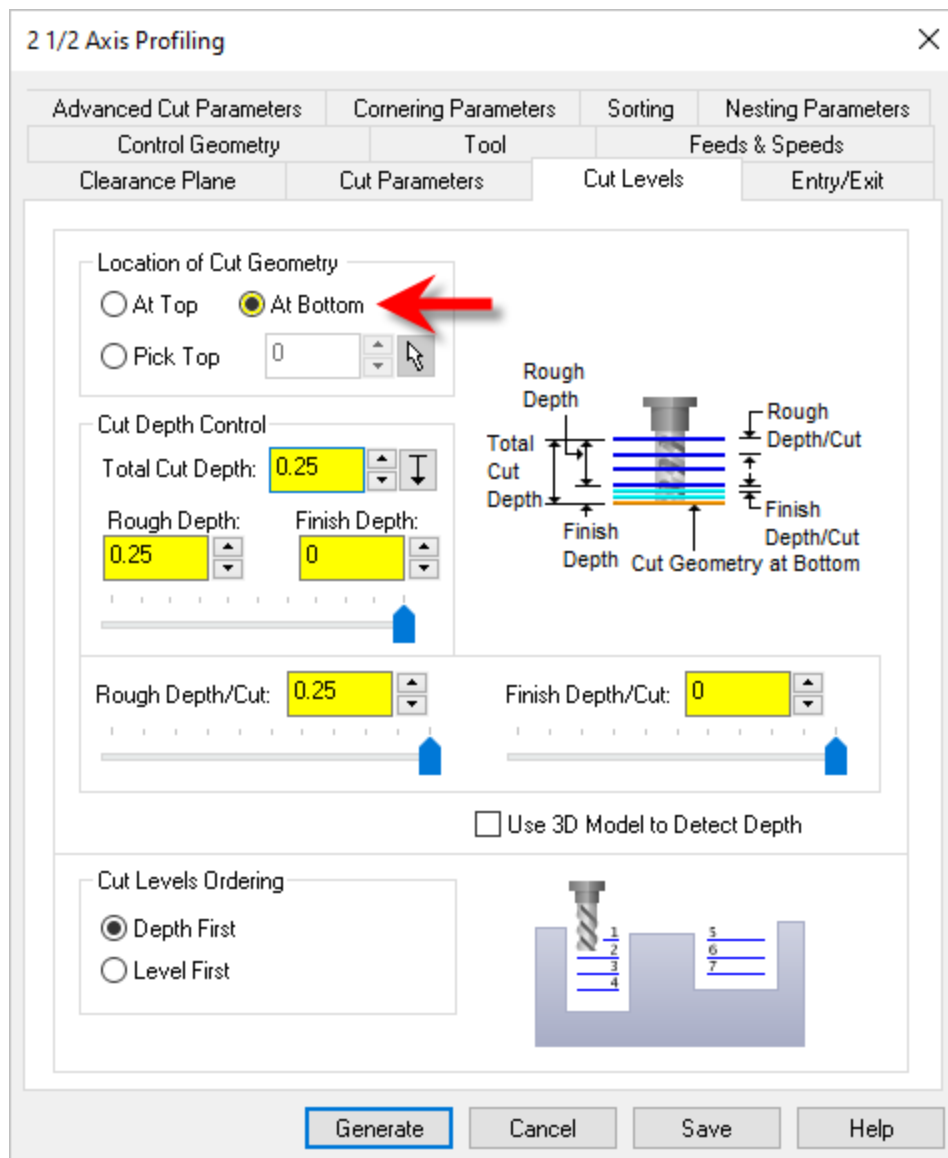 2 1/2 Axis Profiling
Advanced Cut Parameters Cornering Parameters Sorting Nesting Parameters
Control Geometry Tool Feeds & Speeds
Clearance Plane Cut Parameters Cut Levels Entry/Exit
Location of Cut Geometry
At Top At Bottom
Pick Top 0
Cut Depth Control
Total Cut Depth: 0.25
Rough Depth: Finish Depth:
0.25 0
Rough
Depth
Total
Cut
Depth
Rough
Depth/Cut
Finish
Depth
Finish
Depth/Cut
Cut Geometry at Bottom
Rough Depth/Cut: 0.25 Finish Depth/Cut: 0
Use 3D Model to Detect Depth
Cut Levels Ordering
Depth First
Level First
1
2
3
4
5
6
7
Generate Cancel Save Help